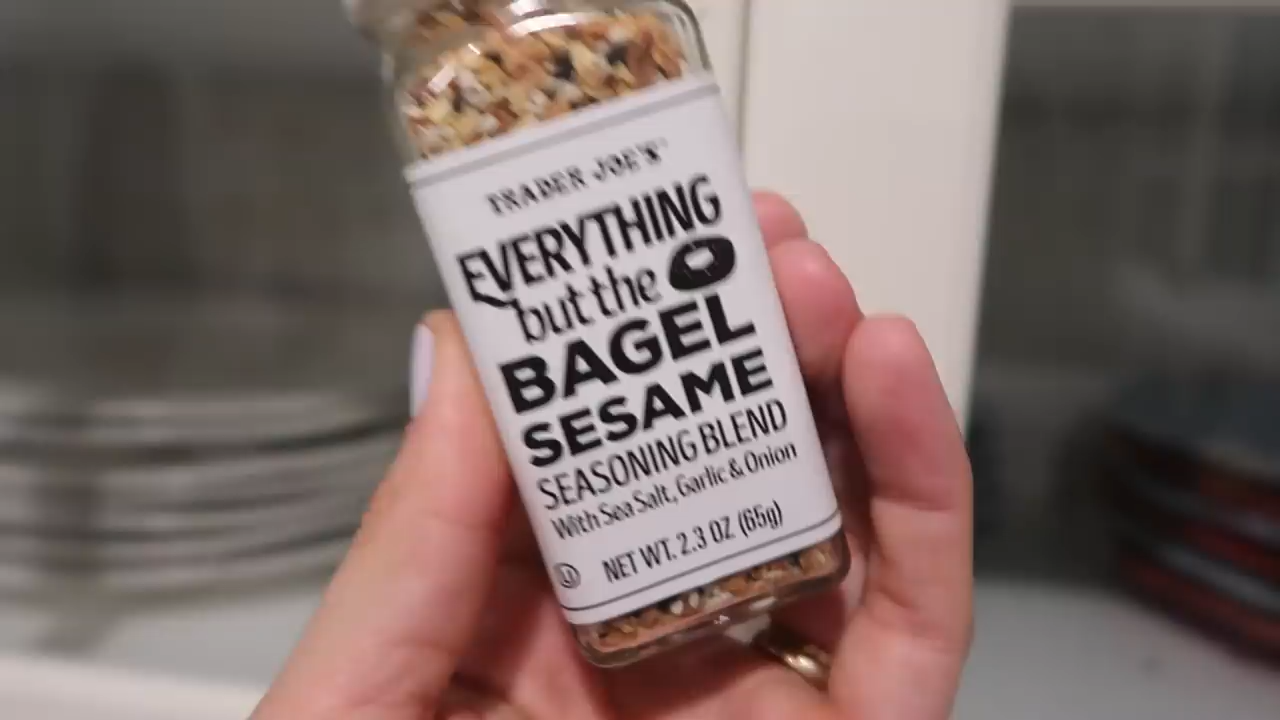 TRADER JOE'S
EVERYTHING
but the
BAGEL
SESAME
SEASONING BLEND
With Sea Salt, Garlic & Onion
NET WT. 2.3 OZ (65g)